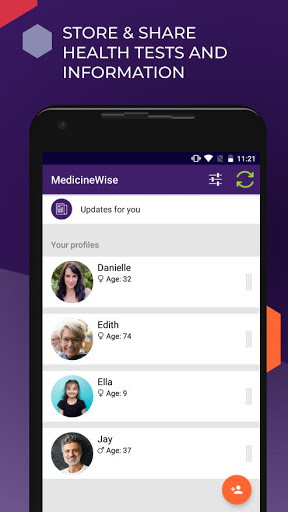 STORE & SHARE
HEALTH TESTS AND
INFORMATION
11:21
MedicineWise
Updates for you
Your profiles
Danielle
♀ Age: 32
Edith
♀ Age: 74
Ella
♀ Age: 9
Jay
♂ Age: 37